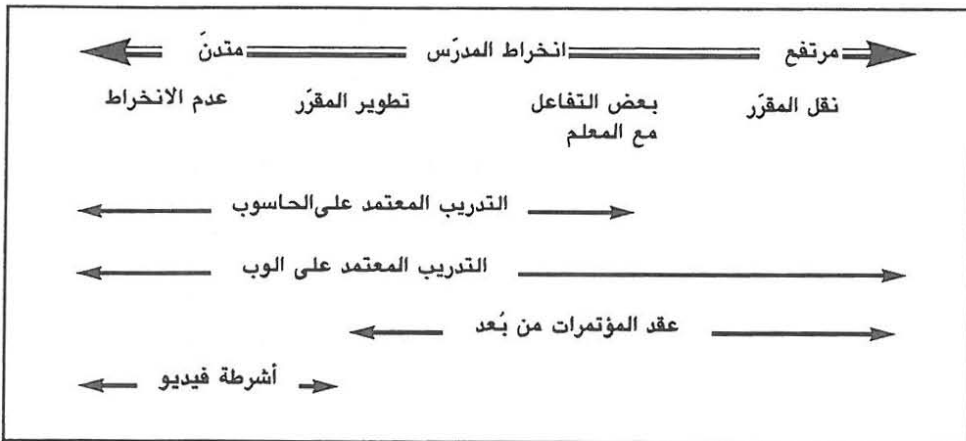 مرتفع انخراط المدرّس متدنّ
نقل المقرّر بعض التفاعل تطوير المقرّر عدم الانخراط
مع المعلم
التدريب المعتمد على الحاسوب
التدريب المعتمد على الوب
عقد المؤتمرات من بُعد
أشرطة فيديو